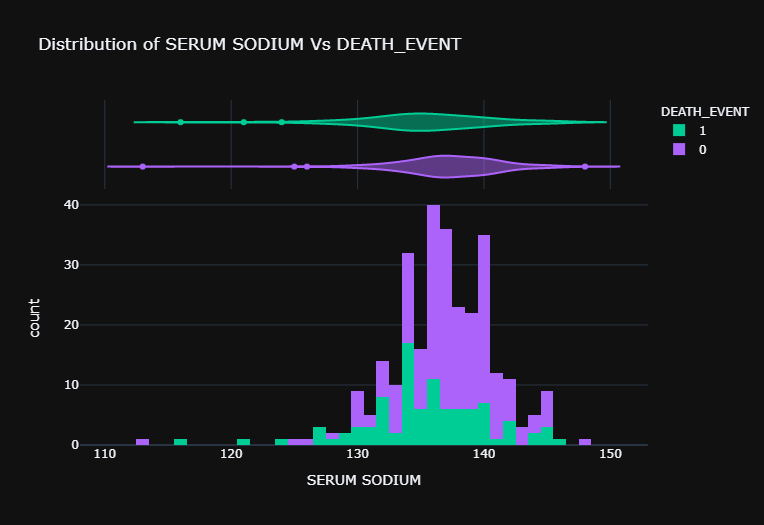 Distribution of SERUM SODIUM Vs DEATH_EVENT
DEATH_EVENT
1
0
40
30
20
10
0
count
110 120 130 140 150
SERUM SODIUM